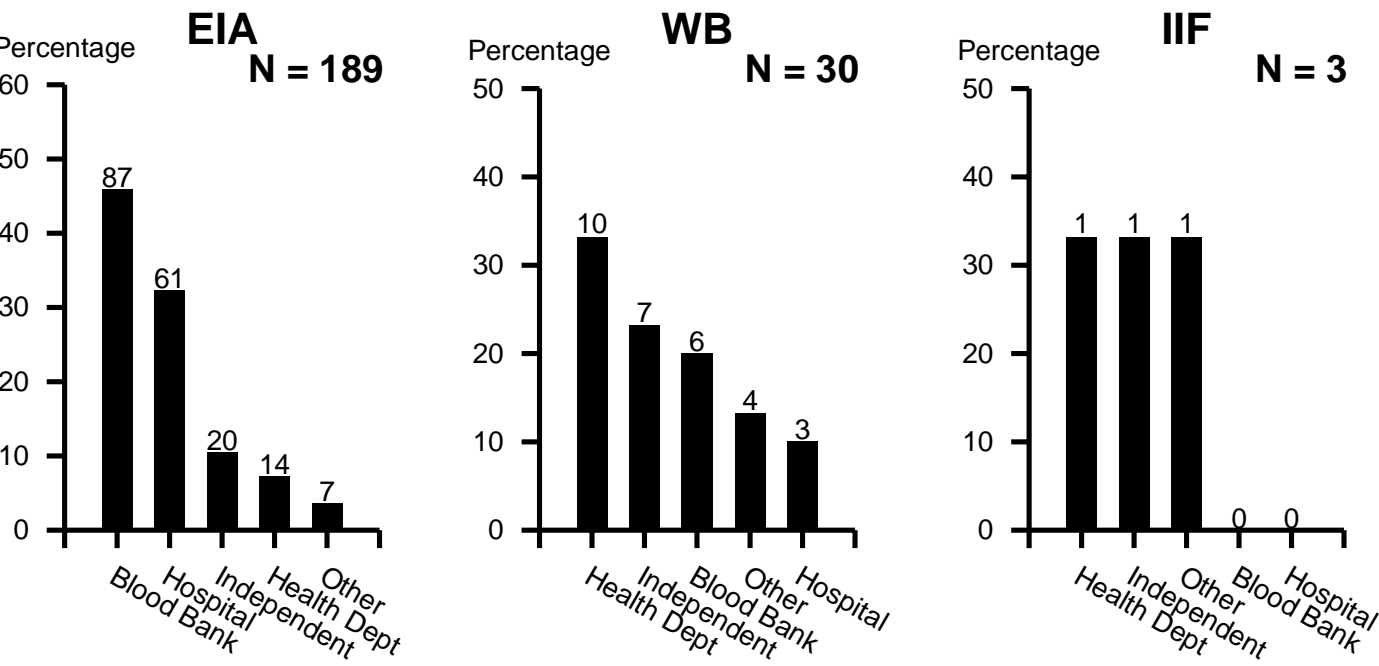 EIA
Percentage
N = 189
60
50
40
30
20
10
0
87
61
20
14
7
Blood Bank
Hospital
Independent
Health Dept
Other
WB
Percentage
N = 30
50
40
30
20
10
0
10
7
6
4
3
Health Dept
Independent
Blood Bank
Other
Hospital
IIF
Percentage
N = 3
50
40
30
20
10
0
1
1
1
0
0
Health Dept
Independent
Other
Blood Bank
Hospital